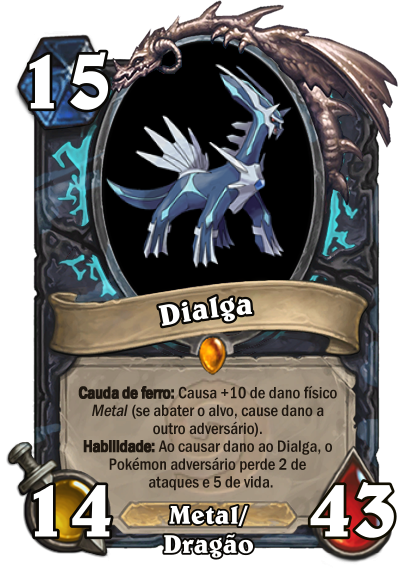 15
Dialga
Cauda de ferro: Causa +10 de dano físico
Metal (se abater o alvo, cause dano a
outro adversário).
Habilidade: Ao causar dano ao Dialga, o
Pokémon adversário perde 2 de
ataques e 5 de vida.
14
Metal/
Dragão
43